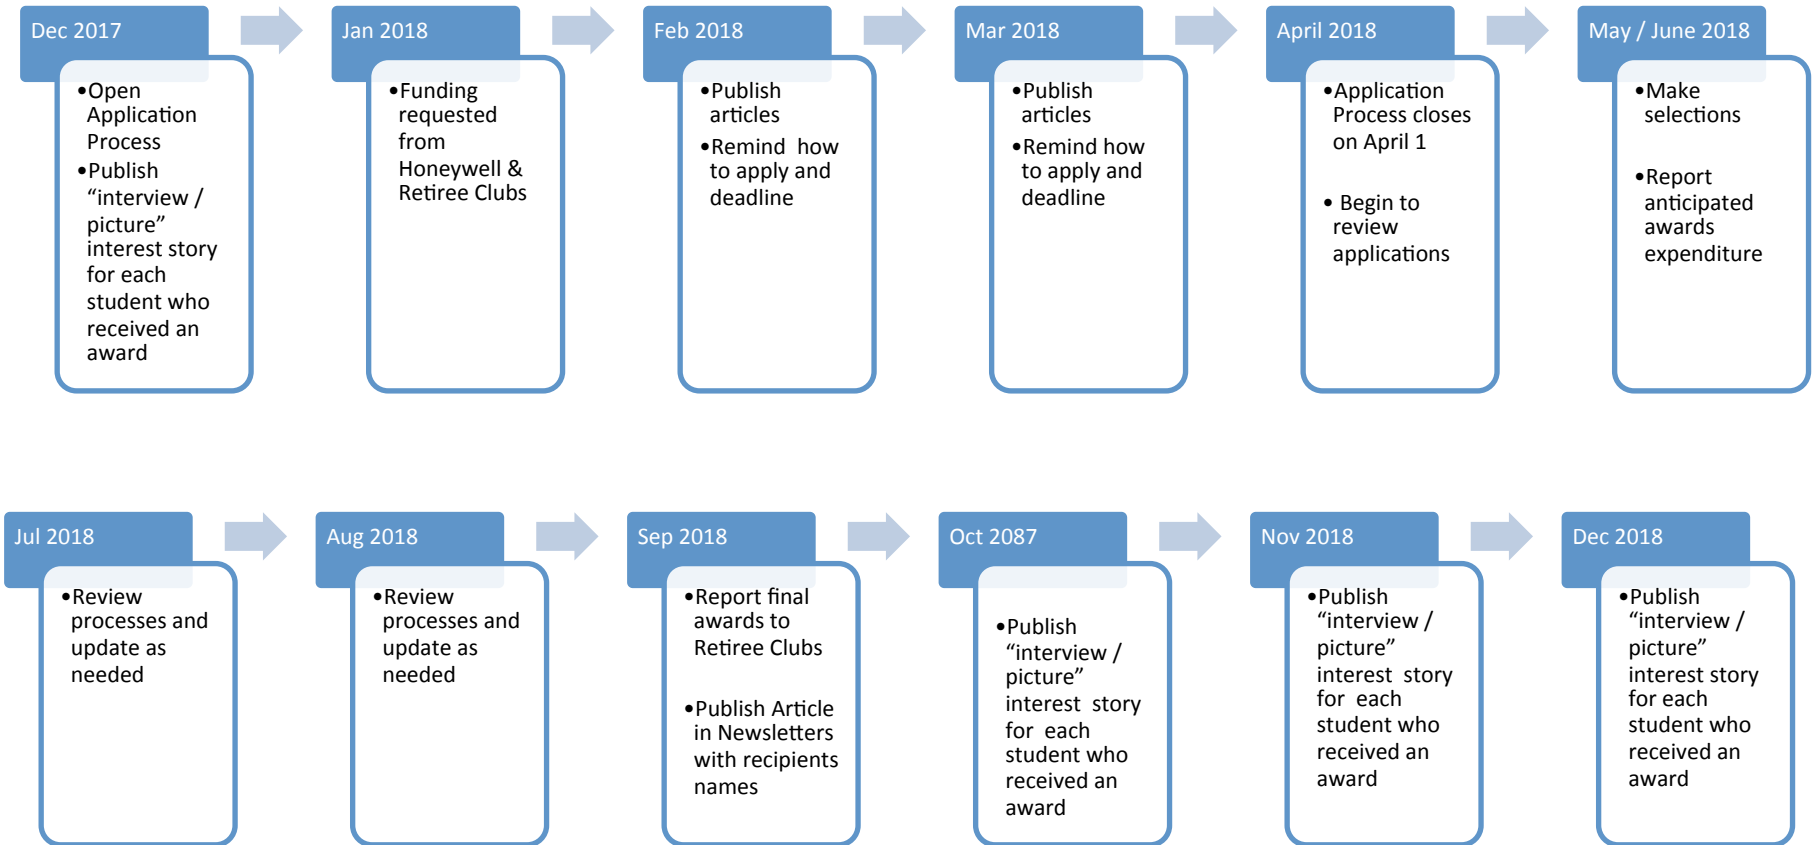 Dec 2017
•Open
Application
Process
•Publish
“interview /
picture”
interest story
for each
student who
received an
award
Jan 2018
•Funding
requested
from
Honeywell &
Retiree Clubs
Feb 2018
•Publish
articles
•Remind how
to apply and
deadline
Mar 2018
•Publish
articles
•Remind how
to apply and
deadline
April 2018
•Application
Process closes
on April 1
• Begin to
review
applications
May / June 2018
•Make
selections
•Report
anticipated
awards
expenditure
Jul 2018
•Review
processes and
update as
needed
Aug 2018
•Review
processes and
update as
needed
Sep 2018
•Report final
awards to
Retiree Clubs
•Publish Article
in Newsletters
with recipients
names
Oct 2087
•Publish
“interview /
picture”
interest story
for each
student who
received an
award
Nov 2018
•Publish
“interview /
picture”
interest story
for each
student who
received an
award
Dec 2018
•Publish
“interview /
picture”
interest story
for each
student who
received an
award